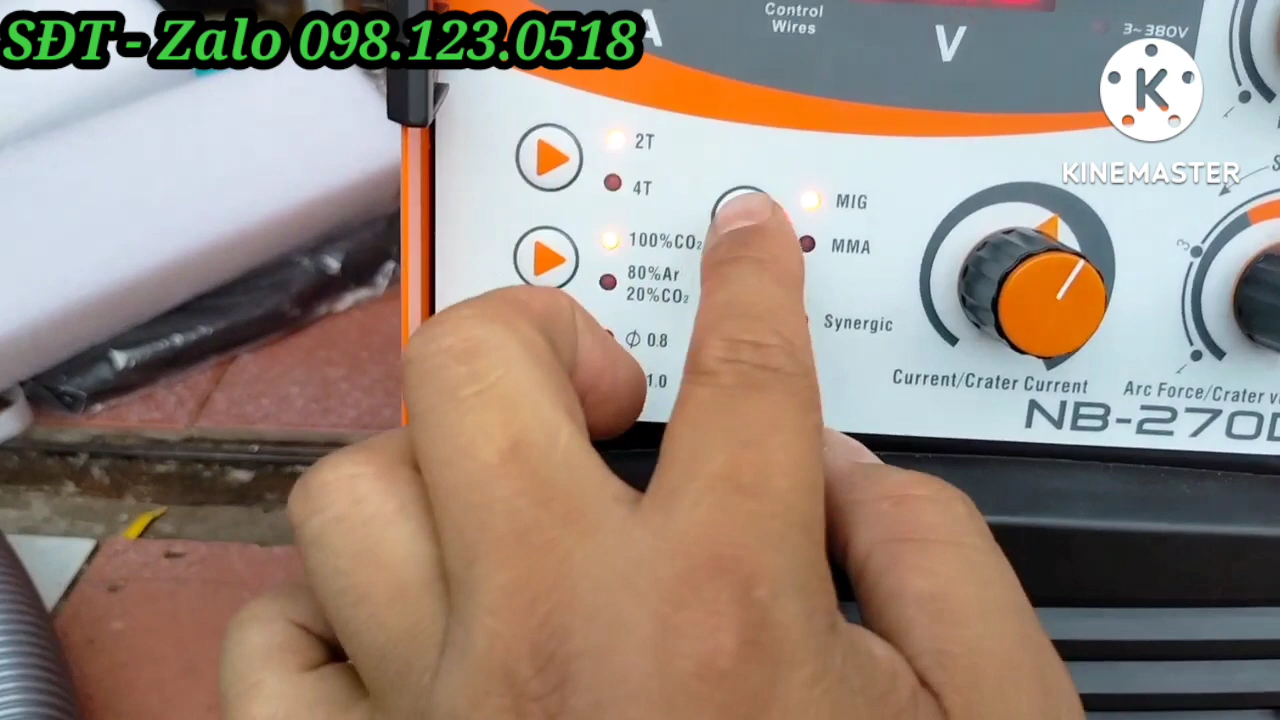 SĐT - Zalo 098.123.0518
Control
Wires
A
V
3~380V
K
KINEMASTER
2T
4T
MIG
MMA
100%CO₂
80%Ar
20%CO₂
Synergic
Φ 0.8
1.0
3
Current/Crater Current
Arc Force/Crater
NB-270